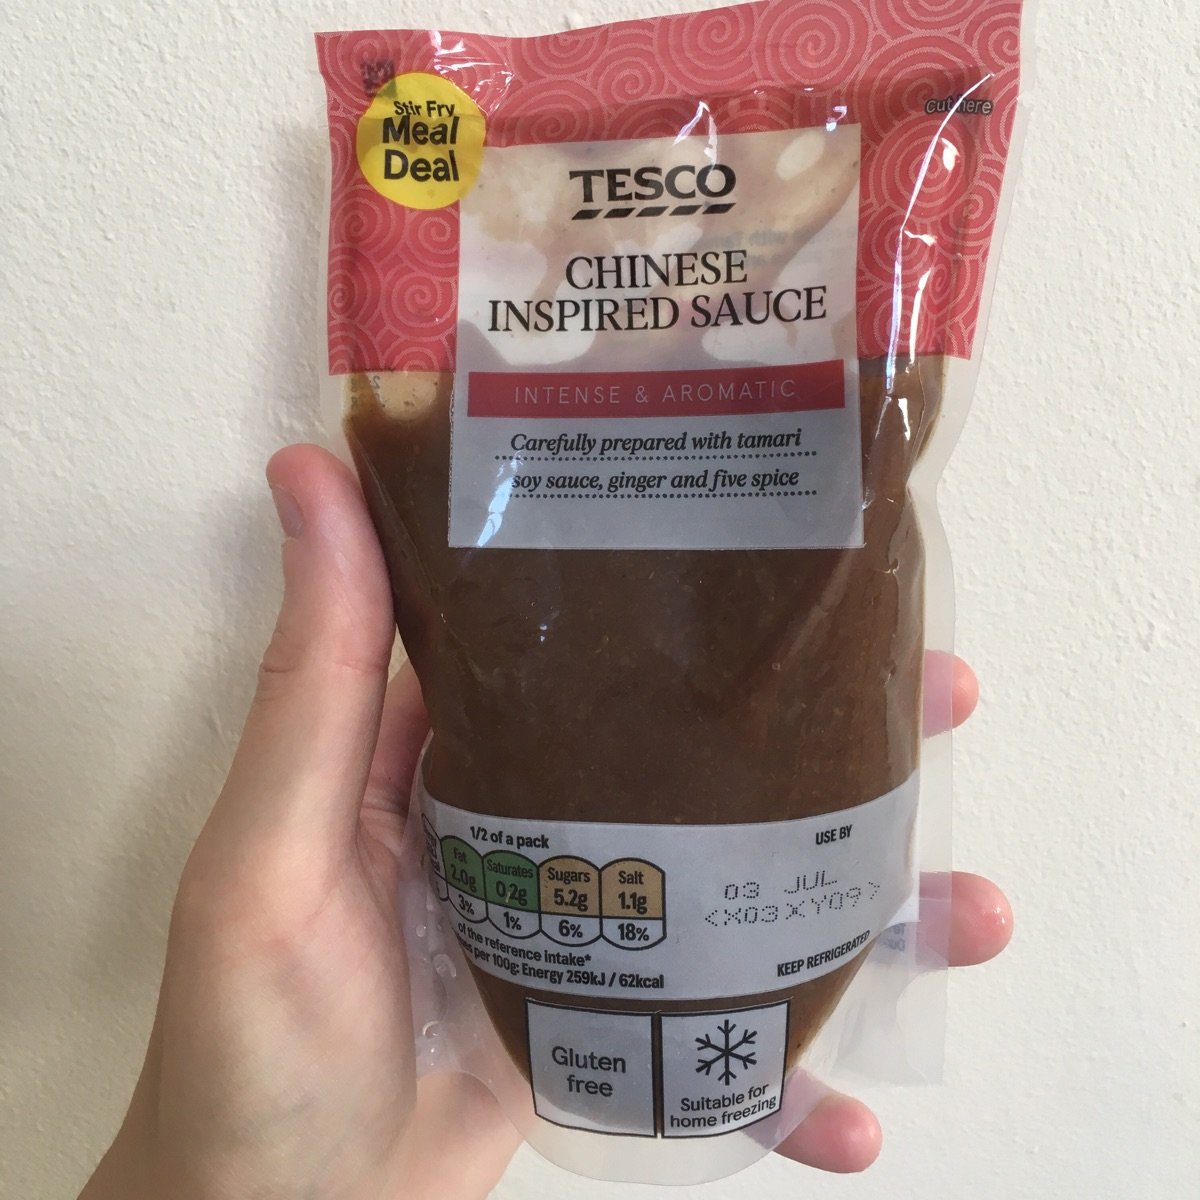 Stir Fry
Meal
Deal
cut here
TESCO
CHINESE
INSPIRED SAUCE
INTENSE & AROMATIC
Carefully prepared with tamari
soy sauce, ginger and five spice
1/2 of a pack
USE BY
Fat
2.0g
3%
Saturates
0.2g
1%
Sugars
5.2g
6%
Salt
1.1g
18%
03 JUL
<X03XY09>
of the reference intake*
per 100g: Energy 259kJ / 62kcal
KEEP REFRIGERATED
Gluten
free
Suitable for
home freezing